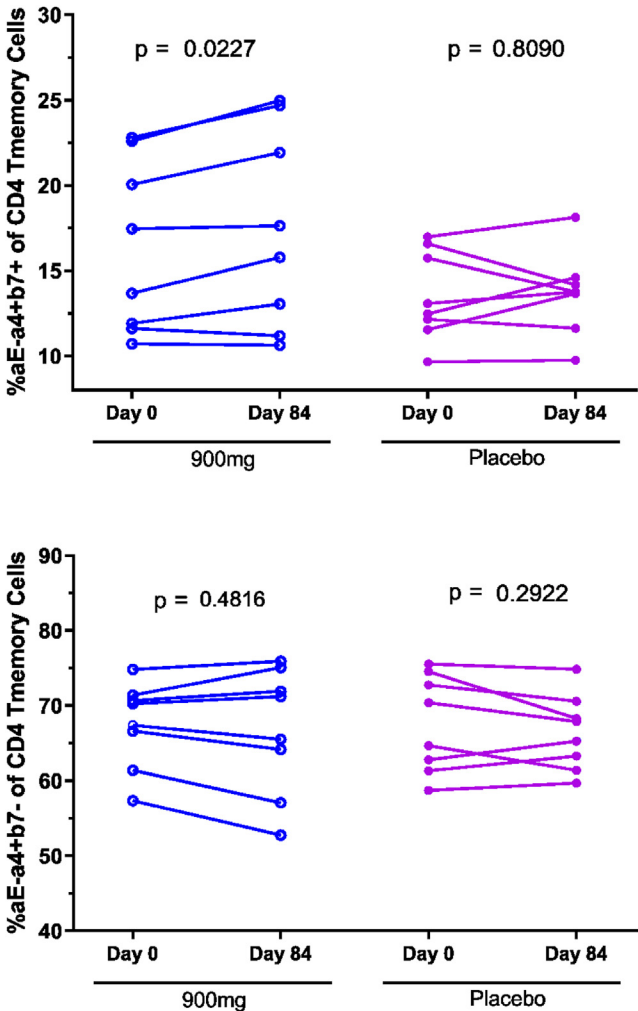 %aE-a4+b7+ of CD4 Tmemory Cells
30
25
20
15
10
p = 0.0227
p = 0.8090
Day 0
Day 84
Day 0
Day 84
900mg
Placebo
%aE-a4+b7- of CD4 Tmemory Cells
90
80
70
60
50
40
p = 0.4816
p = 0.2922
Day 0
Day 84
Day 0
Day 84
900mg
Placebo